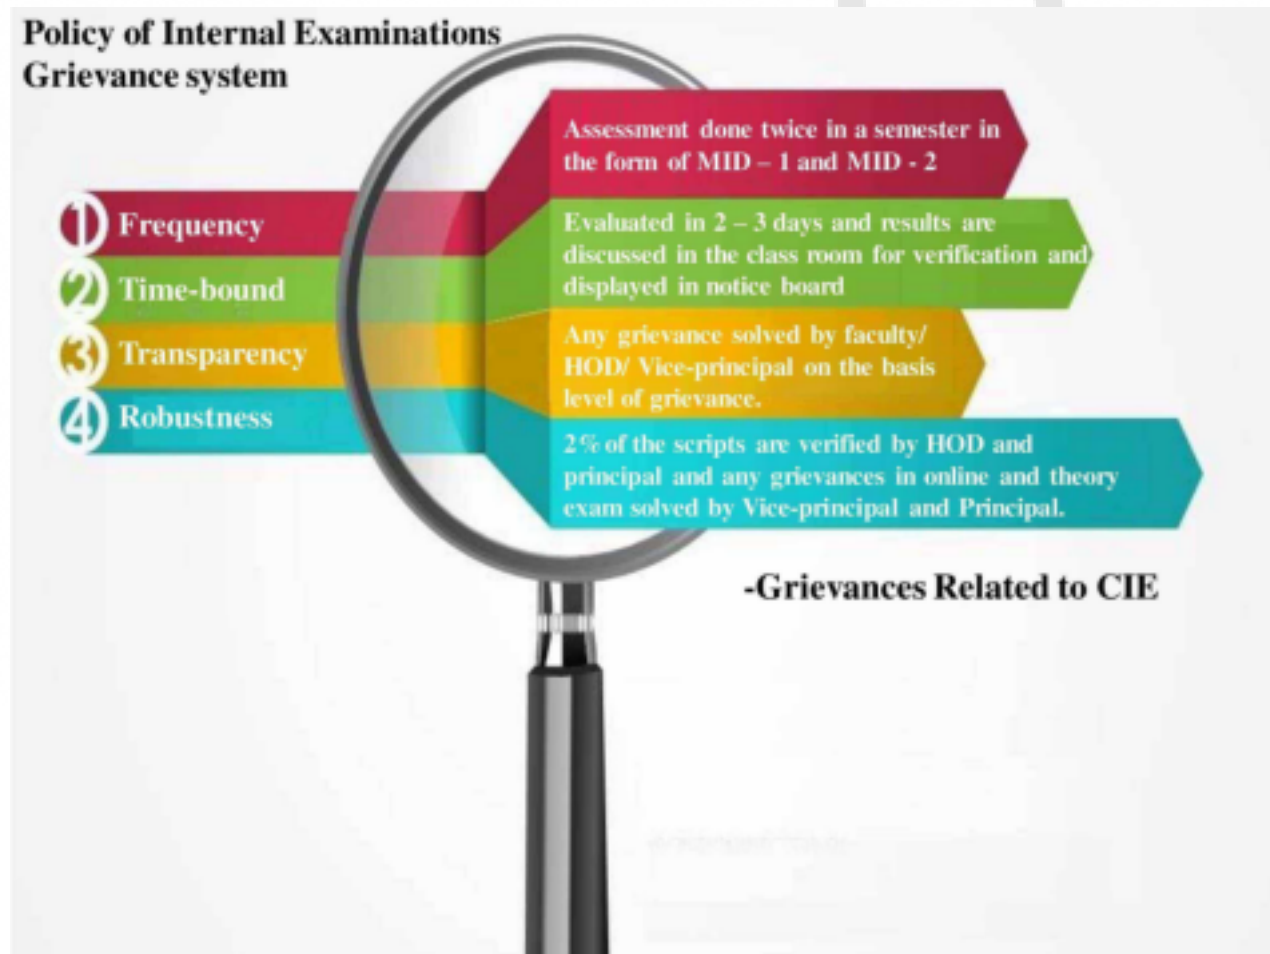 Policy of Internal Examinations
Grievance system
1 Frequency
Assessment done twice in a semester in
the form of MID – 1 and MID - 2
2 Time-bound
Evaluated in 2 – 3 days and results are
discussed in the class room for verification and
displayed in notice board
3 Transparency
Any grievance solved by faculty/
HOD/ Vice-principal on the basis
level of grievance.
4 Robustness
2% of the scripts are verified by HOD and
principal and any grievances in online and theory
exam solved by Vice-principal and Principal.
-Grievances Related to CIE